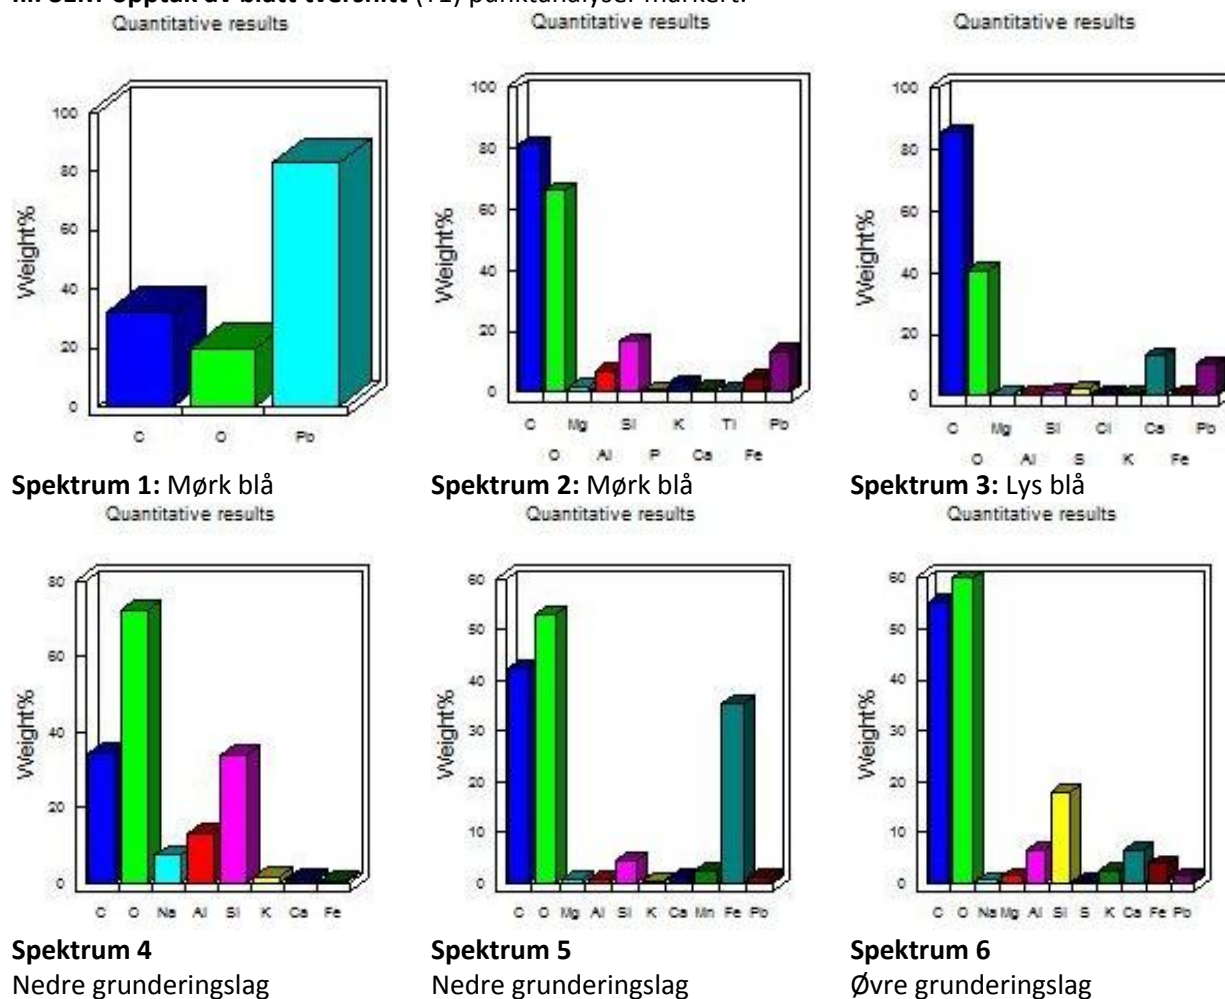 Quantitative results
Quantitative results
Quantitative results
Weight%
100
80
60
40
20
0
C O Pb
Weight%
100
80
60
40
20
0
C Mg Si K Ti Pb
O Al P Ca Fe
Weight%
100
80
60
40
20
0
C Mg Si Cl Ca Pb
O Al S K Fe
Spektrum 1: Mørk blå
Spektrum 2: Mørk blå
Spektrum 3: Lys blå
Quantitative results
Quantitative results
Quantitative results
Weight%
80
60
40
20
0
C O Na Al Si K Ca Fe
Weight%
60
50
40
30
20
10
0
C O Mg Al Si K Ca Mn Fe Pb
Weight%
60
50
40
30
20
10
0
C O Na Mg Al Si S K Ca Fe Pb
Spektrum 4
Nedre grunderingslag
Spektrum 5
Nedre grunderingslag
Spektrum 6
Øvre grunderingslag